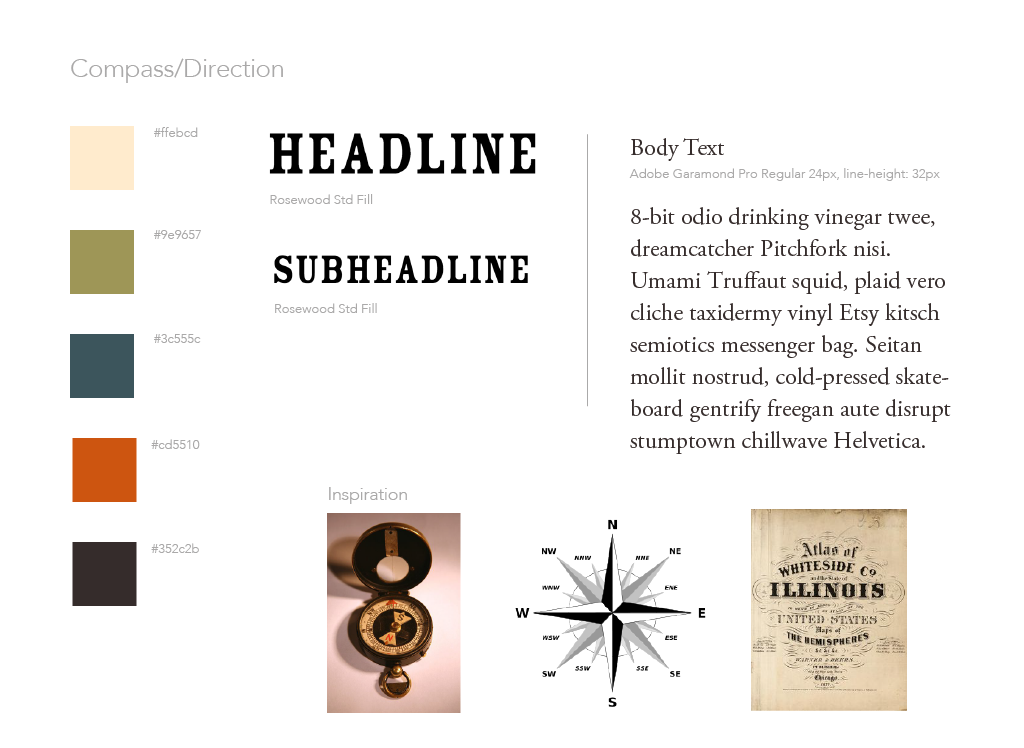 Compass/Direction
#ffebcd
#9e9657
#3c555c
#cd5510
#352c2b
HEADLINE
Rosewood Std Fill
SUBHEADLINE
Rosewood Std Fill
Body Text
Adobe Garamond Pro Regular 24px, line-height: 32px
8-bit odio drinking vinegar twee,
dreamcatcher Pitchfork nisi.
Umami Truffaut squid, plaid vero
cliche taxidermy vinyl Etsy kitsch
semiotics messenger bag. Seitan
mollit nostrud, cold-pressed skate-
board gentrify freegan aute disrupt
stumptown chillwave Helvetica.
Inspiration
S
N
N
NW
NNW
NNE
NE
WNW
ENE
W
E
WSW
ESE
SW
SSW
SSE
SE
S
Atlas of
WHITESIDE Co
and the State of
ILLINOIS
UNITED STATES
Maps of
THE HEMISPHERES
&c &c &c
WARNER & BEERS
Chicago